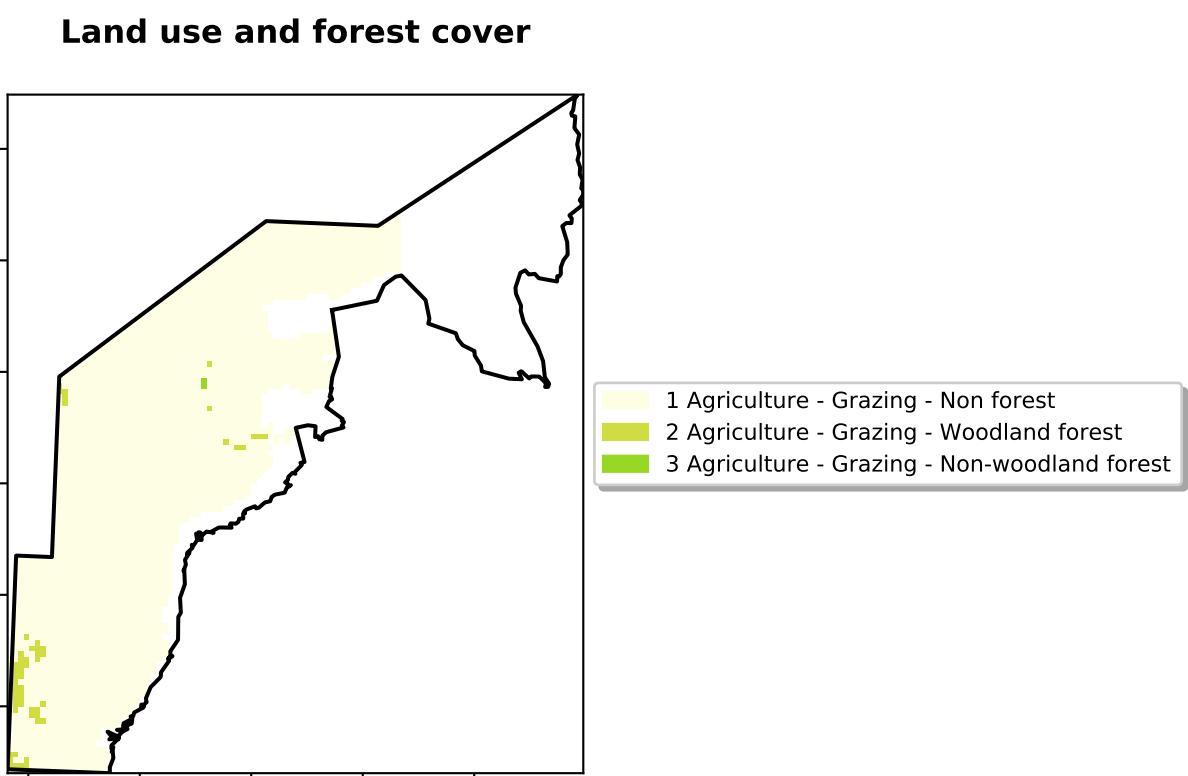 Land use and forest cover
1 Agriculture - Grazing - Non forest
2 Agriculture - Grazing - Woodland forest
3 Agriculture - Grazing - Non-woodland forest